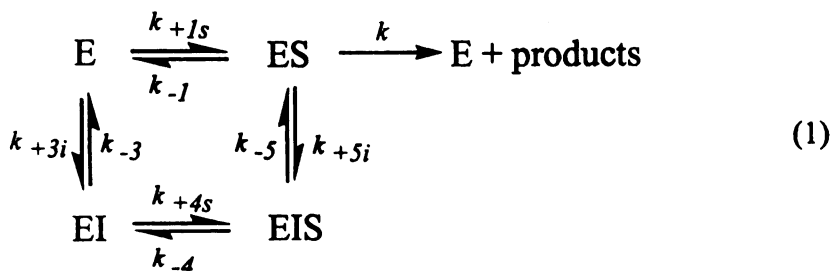 k +1s k
E ES E + products
k -1
k +3i k -3 k -5 k +5i (1)
k +4s
EI EIS
k -4